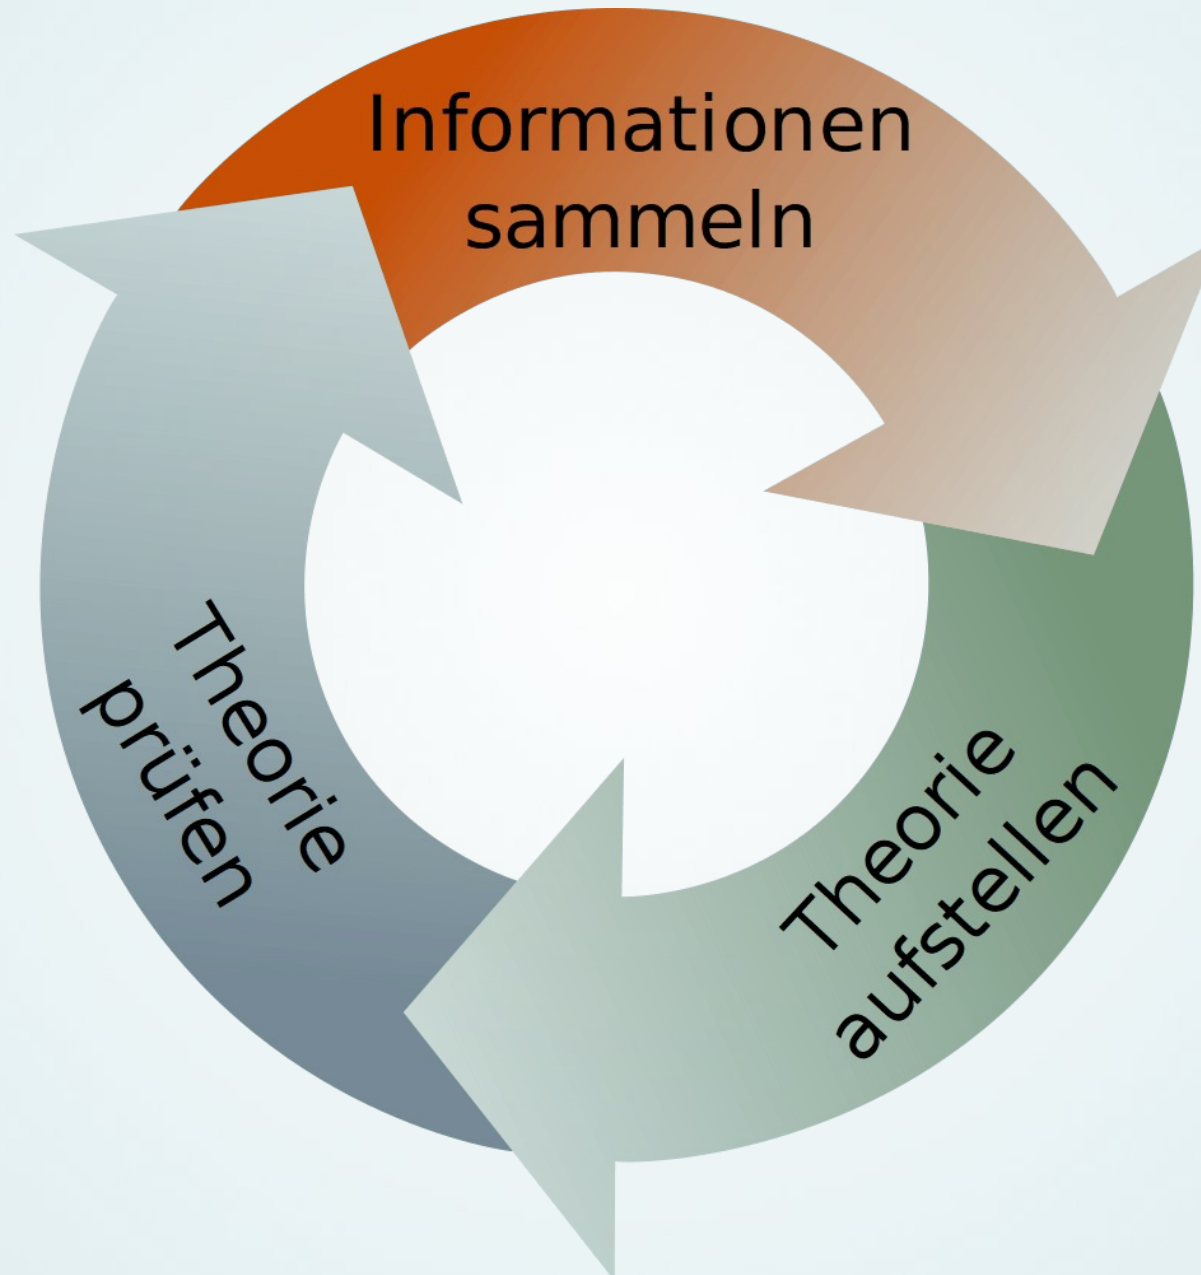 Informationen
sammeln
Theorie
aufstellen
Theorie
prüfen